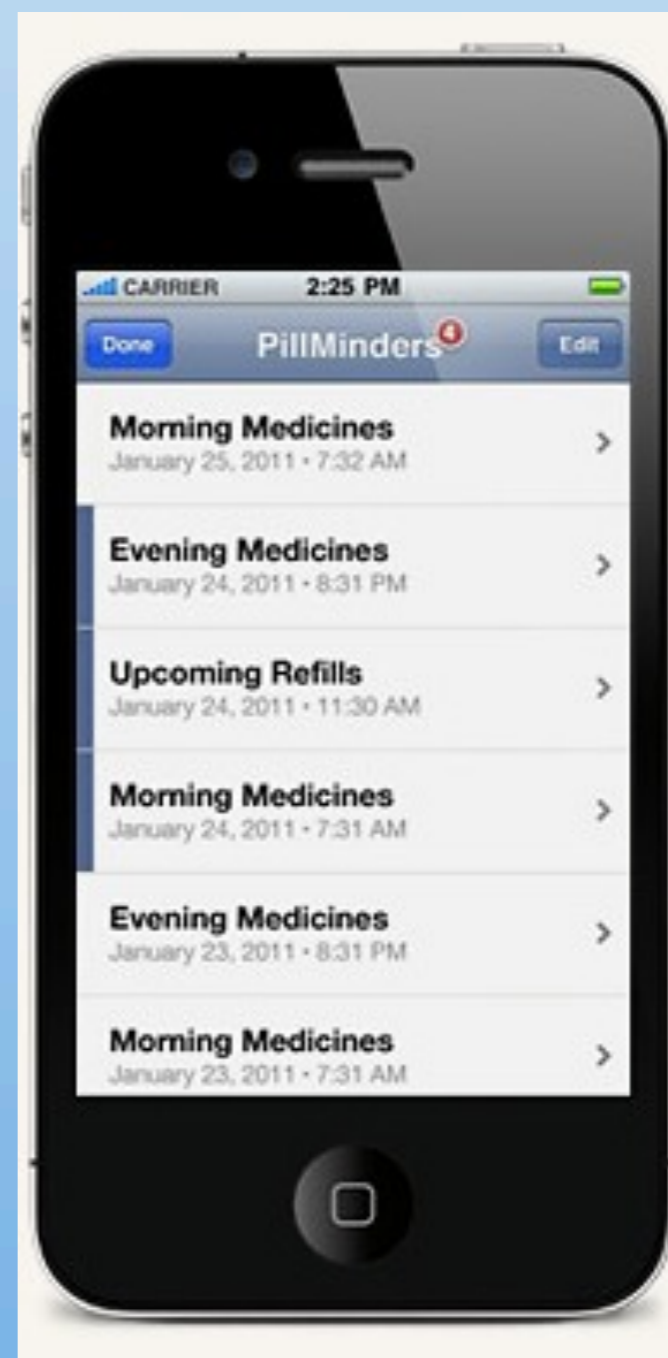 CARRIER 2:25 PM
Done PillMinders 4 Edit
Morning Medicines
January 25, 2011 • 7:32 AM
Evening Medicines
January 24, 2011 • 8:31 PM
Upcoming Refills
January 24, 2011 • 11:30 AM
Morning Medicines
January 24, 2011 • 7:31 AM
Evening Medicines
January 23, 2011 • 8:31 PM
Morning Medicines
January 23, 2011 • 7:31 AM